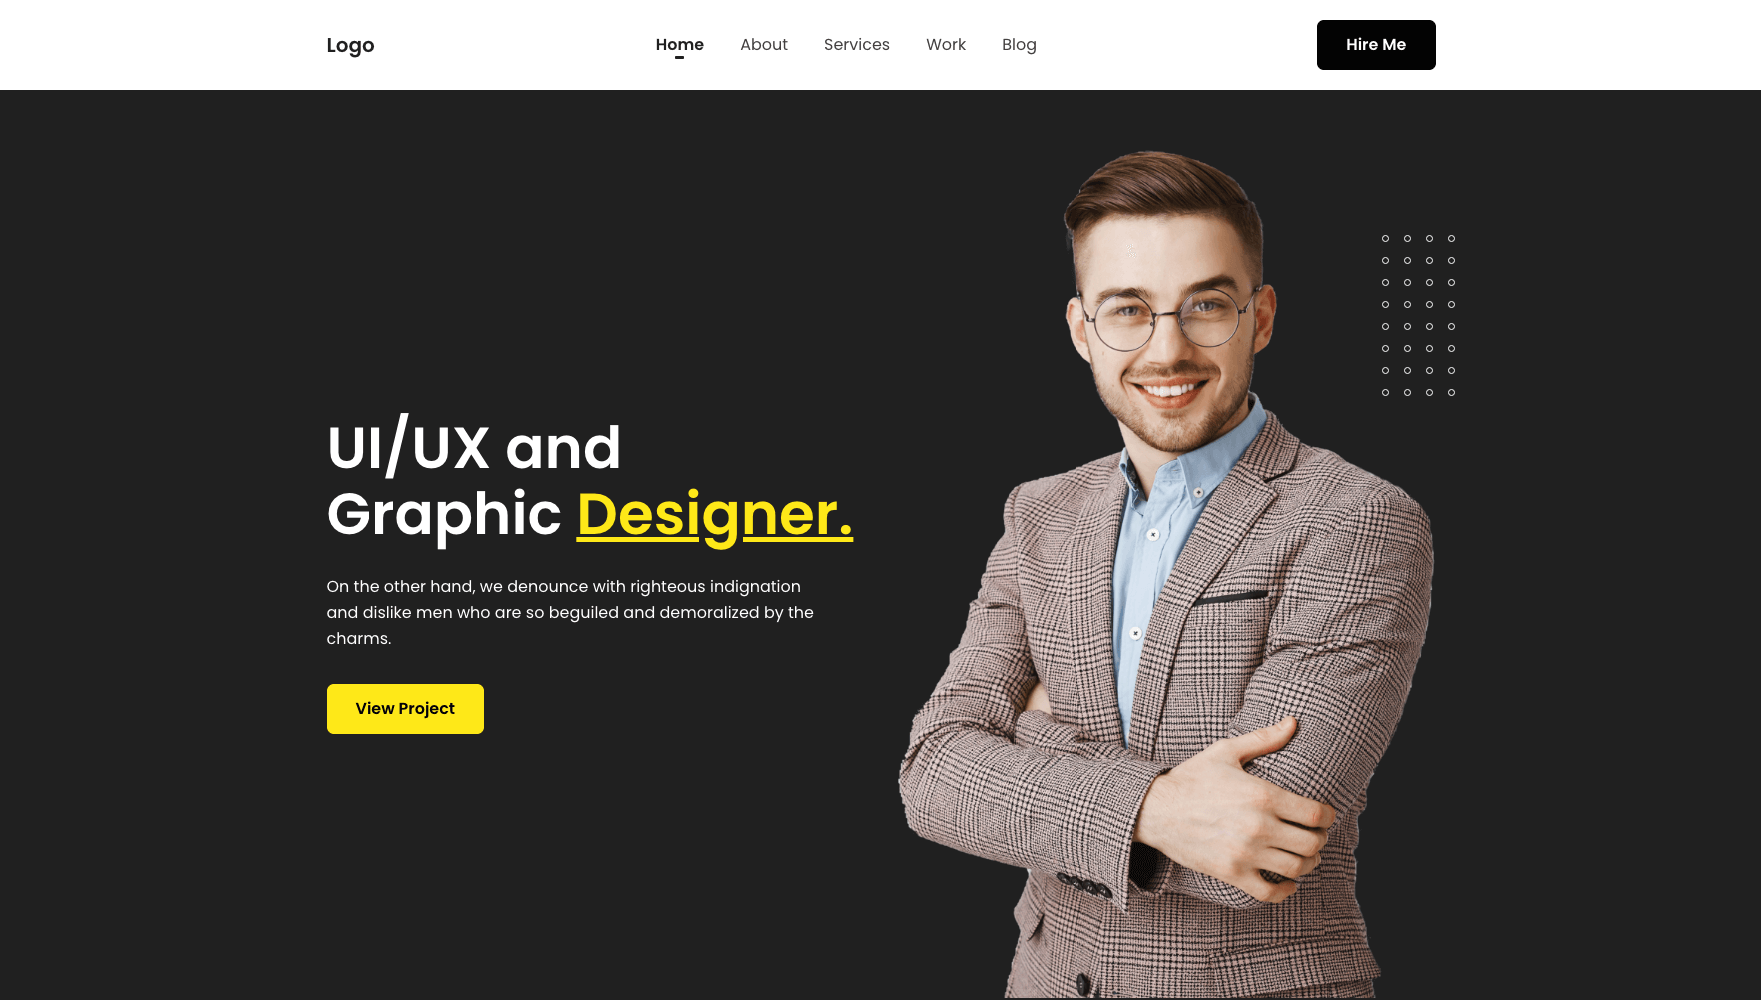 Logo
Home About Services Work Blog
Hire Me
UI/UX and
Graphic Designer.
On the other hand, we denounce with righteous indignation
and dislike men who are so beguiled and demoralized by the
charms.
View Project